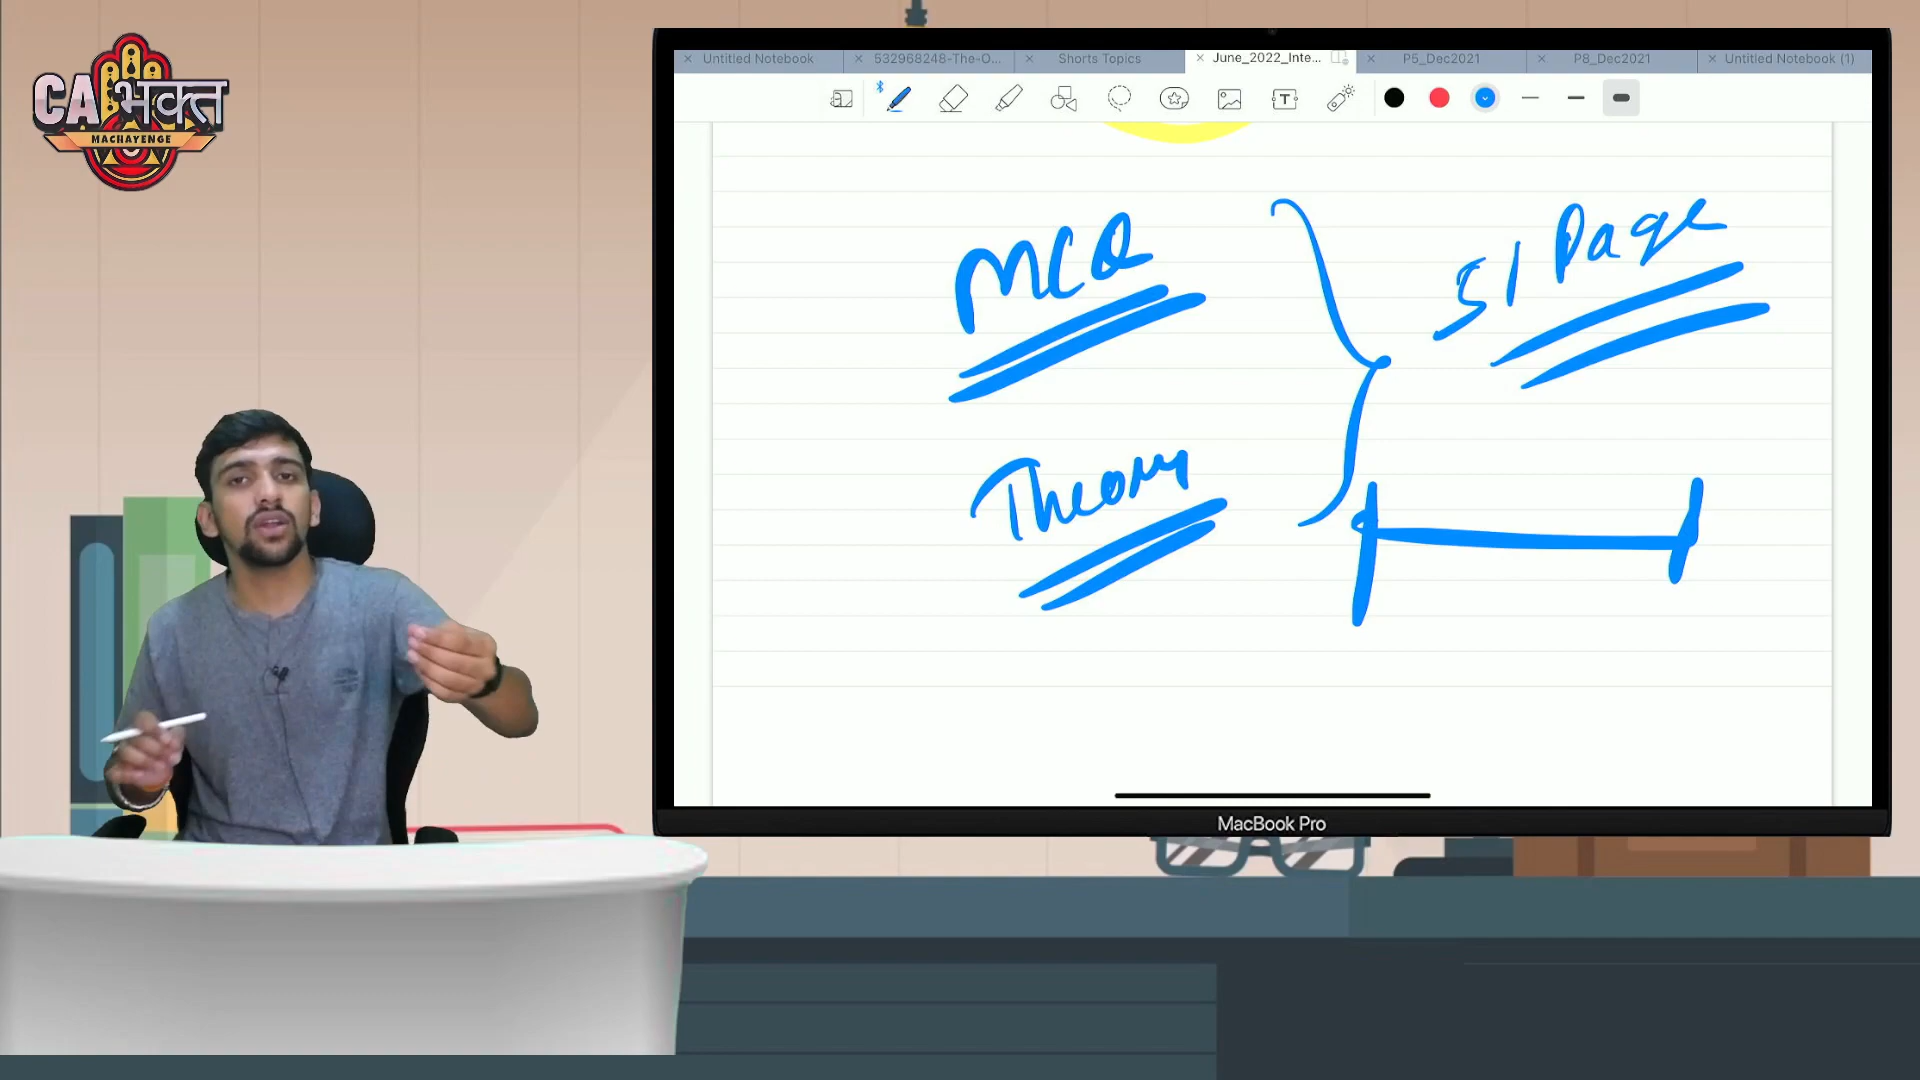 CA भक्त
MACHAYENGE
Untitled Notebook
532968248-The-O...
Shorts Topics
June_2022_Inte...
P5_Dec2021
P8_Dec2021
Untitled Notebook (1)
MCQ
51 Page
Theory
MacBook Pro